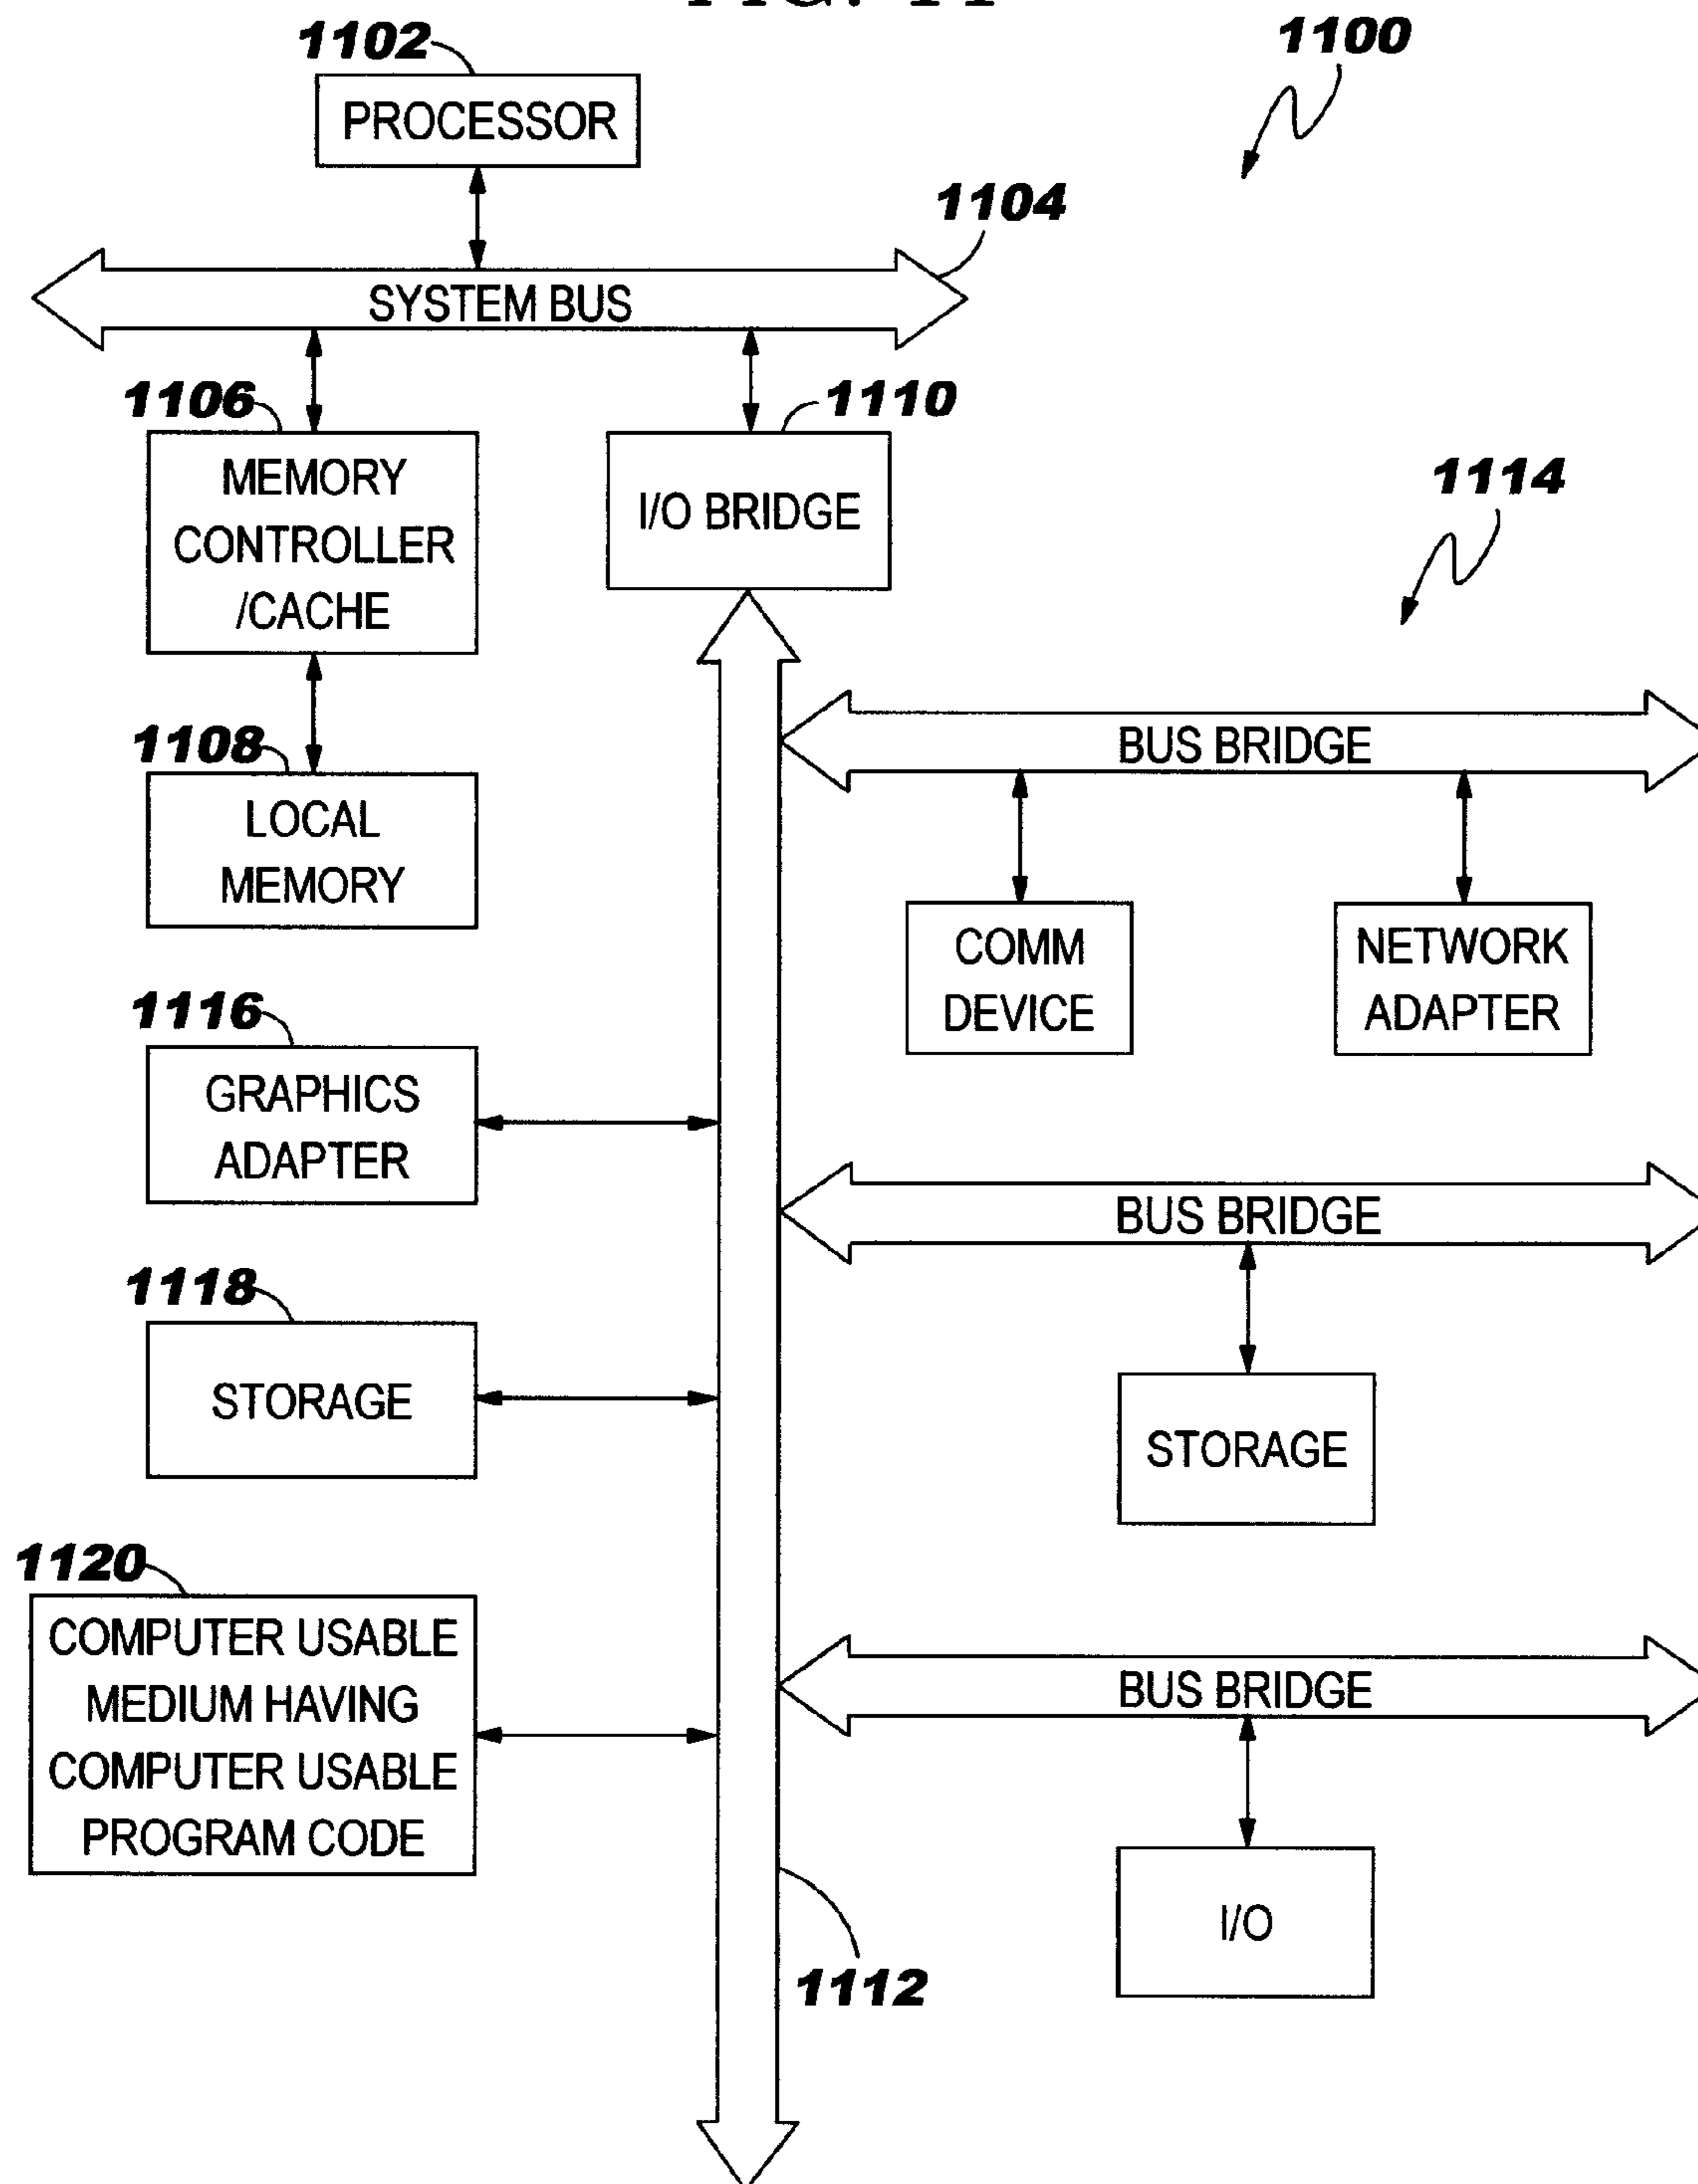 FIG. 11
1102
1100
PROCESSOR
1104
SYSTEM BUS
1106
1110
MEMORY
CONTROLLER
/CACHE
I/O BRIDGE
1114
1108
BUS BRIDGE
LOCAL
MEMORY
COMM
DEVICE
NETWORK
ADAPTER
1116
GRAPHICS
ADAPTER
BUS BRIDGE
1118
STORAGE
STORAGE
1120
COMPUTER USABLE
MEDIUM HAVING
COMPUTER USABLE
PROGRAM CODE
BUS BRIDGE
I/O
1112